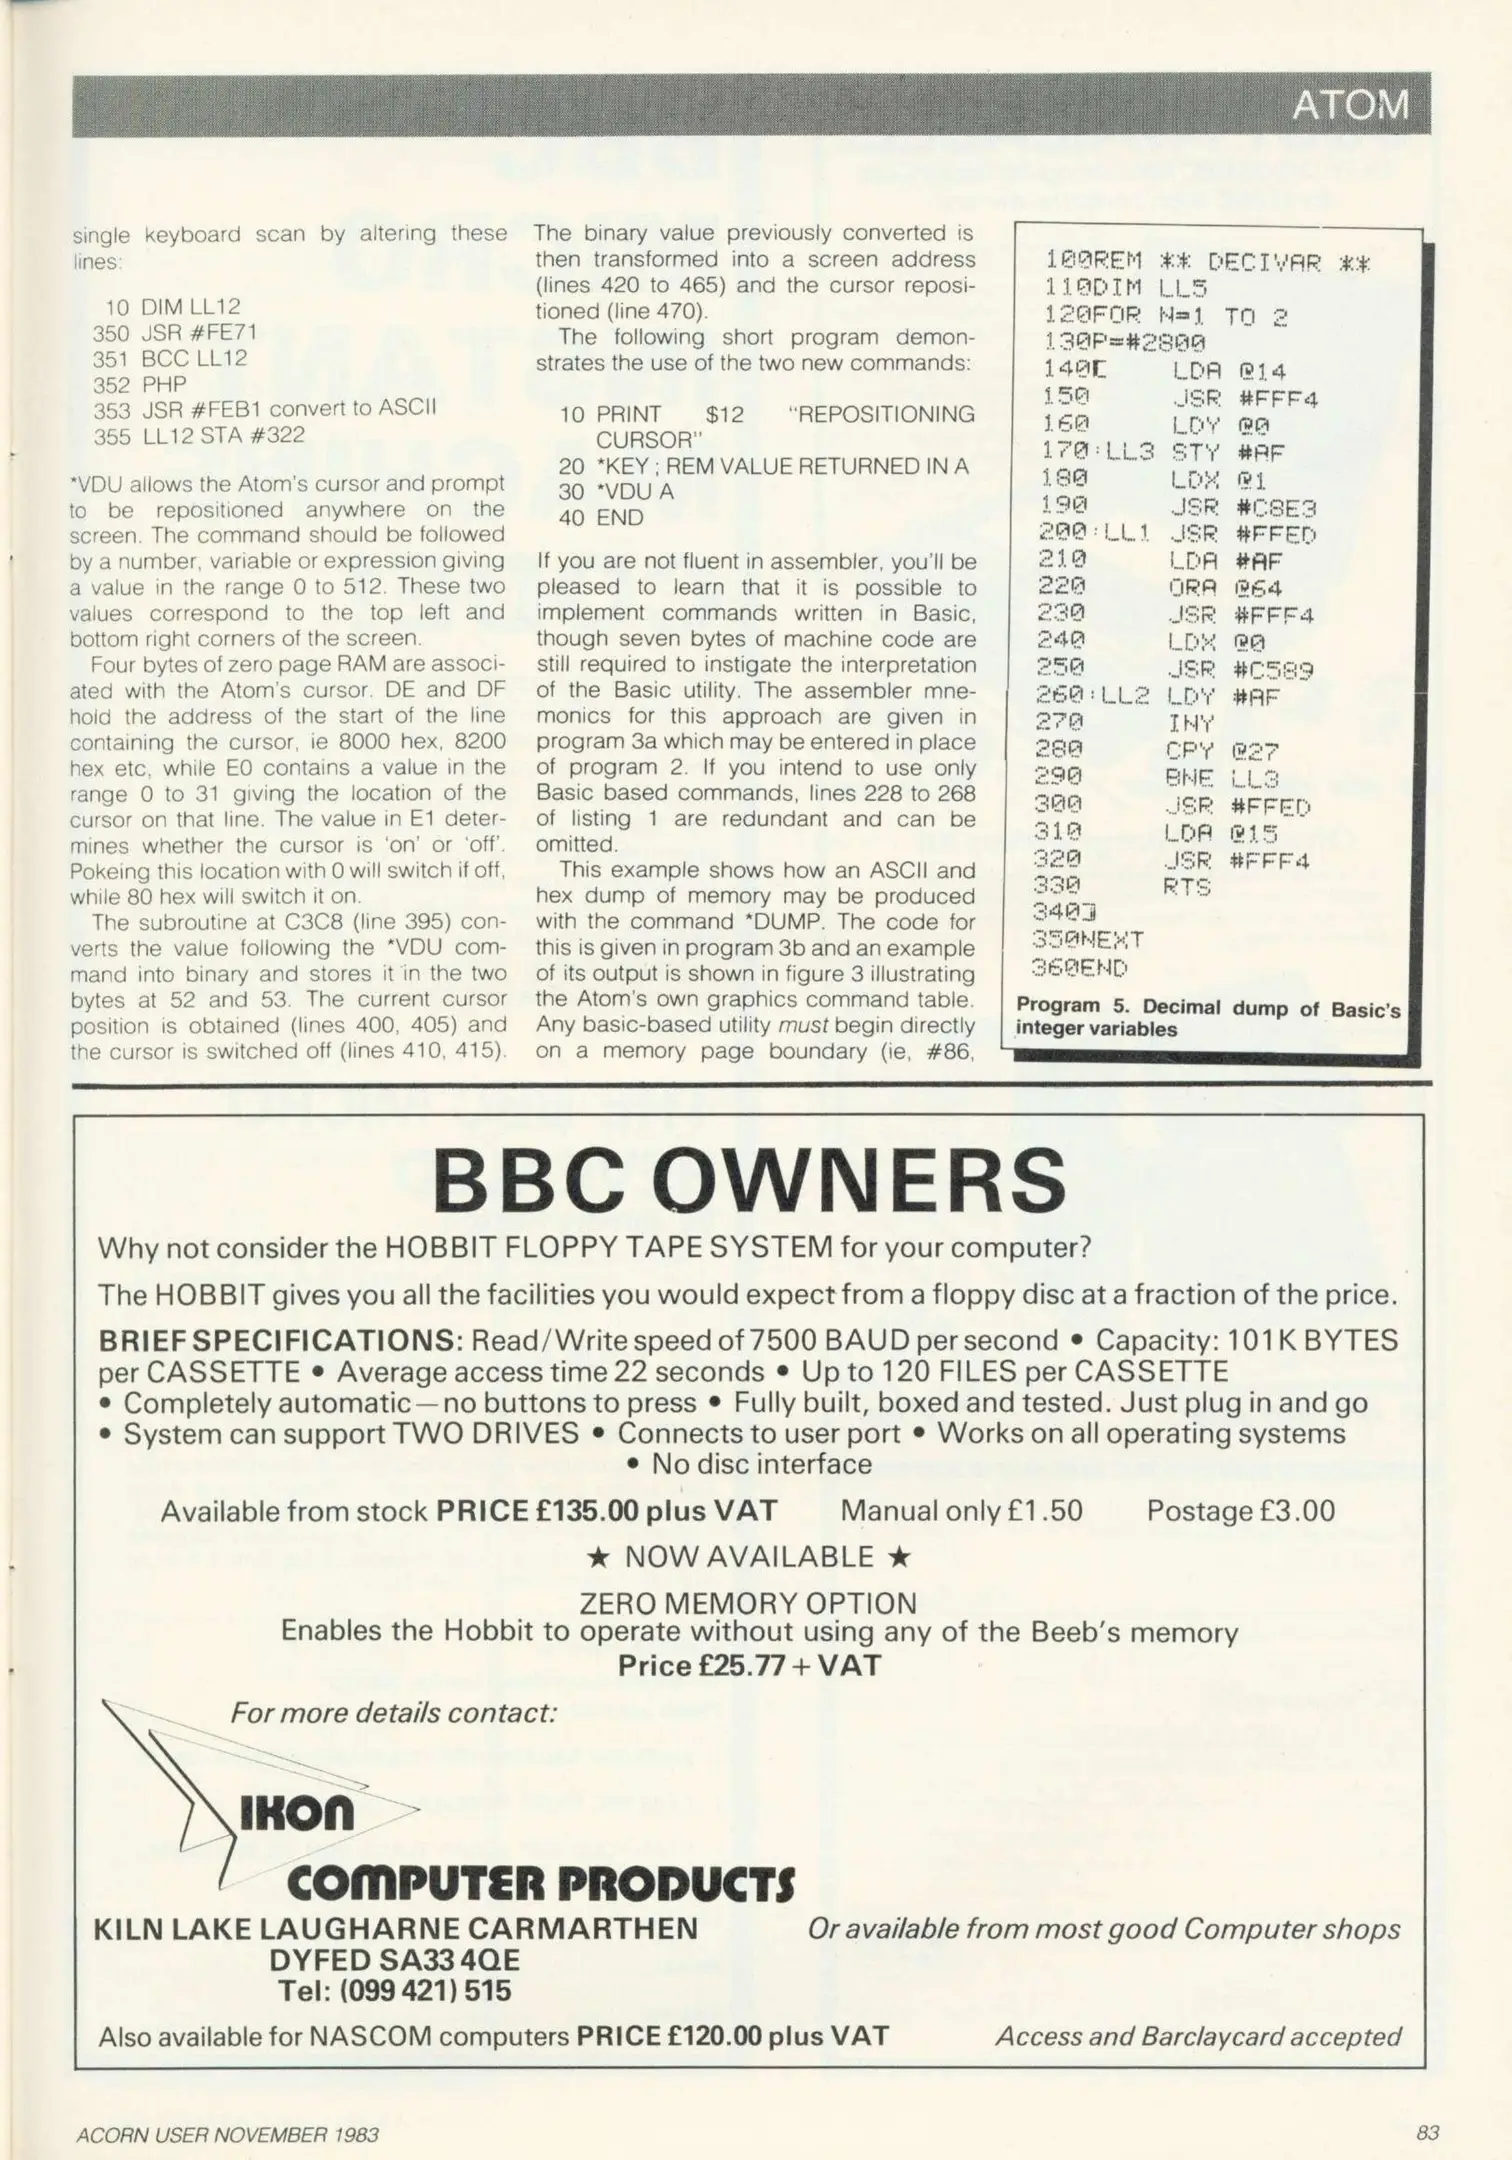 ATOM
single keyboard scan by altering these
lines:
10 DIM LL12
350 JSR #FE71
351 BCC LL12
352 PHP
353 JSR #FEB1 convert to ASCII
355 LL12 STA #322
*VDU allows the Atom's cursor and prompt
to be repositioned anywhere on the
screen. The command should be followed
by a number, variable or expression giving
a value in the range 0 to 512. These two
values correspond to the top left and
bottom right corners of the screen.
Four bytes of zero page RAM are associ-
ated with the Atom's cursor. DE and DF
hold the address of the start of the line
containing the cursor, ie 8000 hex, 8200
hex etc, while E0 contains a value in the
range 0 to 31 giving the location of the
cursor on that line. The value in E1 deter-
mines whether the cursor is 'on' or 'off'.
Pokeing this location with 0 will switch if off,
while 80 hex will switch it on.
The subroutine at C3C8 (line 395) con-
verts the value following the *VDU com-
mand into binary and stores it in the two
bytes at 52 and 53. The current cursor
position is obtained (lines 400, 405) and
the cursor is switched off (lines 410, 415).
The binary value previously converted is
then transformed into a screen address
(lines 420 to 465) and the cursor reposi-
tioned (line 470).
The following short program demon-
strates the use of the two new commands:
10 PRINT $12 "REPOSITIONING
CURSOR"
20 *KEY ; REM VALUE RETURNED IN A
30 *VDU A
40 END
If you are not fluent in assembler, you'll be
pleased to learn that it is possible to
implement commands written in Basic,
though seven bytes of machine code are
still required to instigate the interpretation
of the Basic utility. The assembler mne-
monics for this approach are given in
program 3a which may be entered in place
of program 2. If you intend to use only
Basic based commands, lines 228 to 268
of listing 1 are redundant and can be
omitted.
This example shows how an ASCII and
hex dump of memory may be produced
with the command *DUMP. The code for
this is given in program 3b and an example
of its output is shown in figure 3 illustrating
the Atom's own graphics command table.
Any basic-based utility must begin directly
on a memory page boundary (ie, #86,
100REM ** DECIVAR **
110DIM LL5
120FOR N=1 TO 2
130P=#2800
140[ LDA @14
150 JSR #FFF4
160 LDY @0
170:LL3 STY #AF
180 LDX @1
190 JSR #C8E3
200:LL1 JSR #FFED
210 LDA #AF
220 ORA @64
230 JSR #FFF4
240 LDX @0
250 JSR #C589
260:LL2 LDY #AF
270 INY
280 CPY @27
290 BNE LL3
300 JSR #FFED
310 LDA @15
320 JSR #FFF4
330 RTS
340]
350NEXT
360END
Program 5. Decimal dump of Basic's
integer variables
BBC OWNERS
Why not consider the HOBBIT FLOPPY TAPE SYSTEM for your computer?
The HOBBIT gives you all the facilities you would expect from a floppy disc at a fraction of the price.
BRIEF SPECIFICATIONS: Read/Write speed of 7500 BAUD per second • Capacity: 101K BYTES
per CASSETTE • Average access time 22 seconds • Up to 120 FILES per CASSETTE
• Completely automatic—no buttons to press • Fully built, boxed and tested. Just plug in and go
• System can support TWO DRIVES • Connects to user port • Works on all operating systems
• No disc interface
Available from stock PRICE £135.00 plus VAT Manual only £1.50 Postage £3.00
★ NOW AVAILABLE ★
ZERO MEMORY OPTION
Enables the Hobbit to operate without using any of the Beeb's memory
Price £25.77 + VAT
For more details contact:
IKON
COMPUTER PRODUCTS
KILN LAKE LAUGHARNE CARMARTHEN
DYFED SA33 4QE
Tel: (099 421) 515
Or available from most good Computer shops
Also available for NASCOM computers PRICE £120.00 plus VAT
Access and Barclaycard accepted
ACORN USER NOVEMBER 1983
83